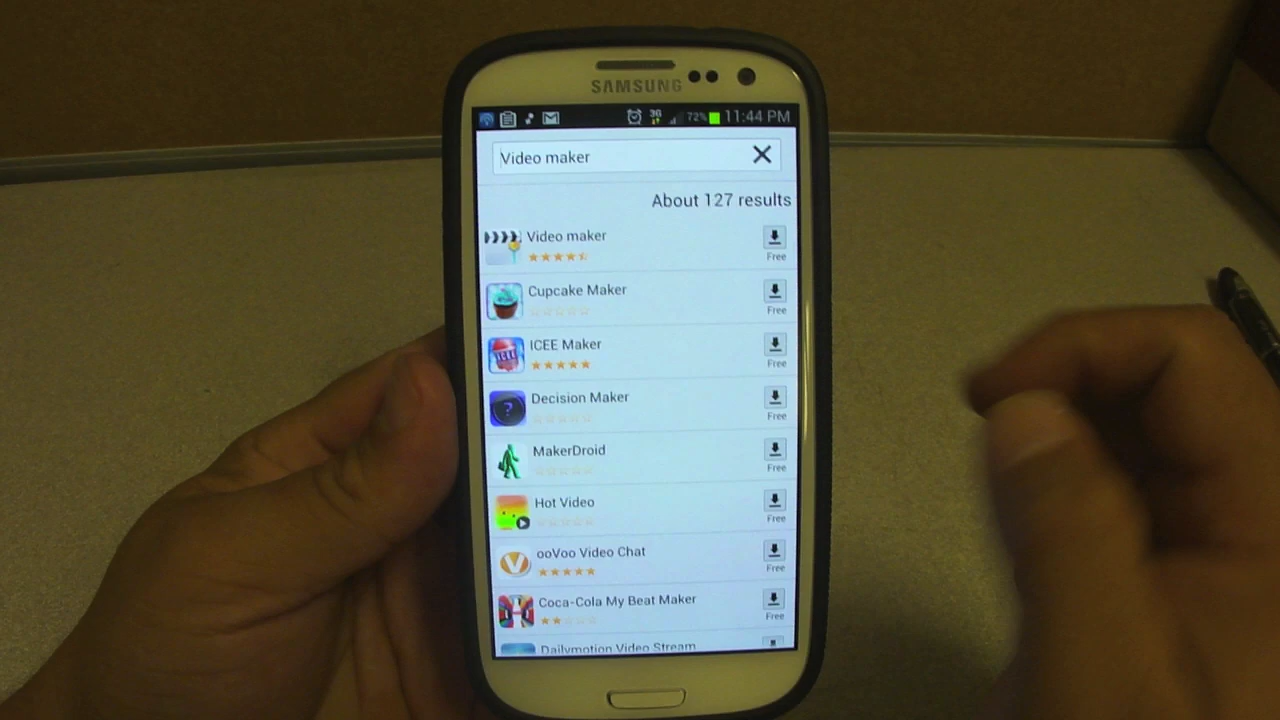 SAMSUNG
3G 72% 11:44 PM
Video maker
About 127 results
Video maker
Free
Cupcake Maker
Free
ICEE Maker
ICEE
Free
Decision Maker
?
Free
MakerDroid
Free
Hot Video
Free
ooVoo Video Chat
Free
Coca-Cola My Beat Maker
Free
Dailymotion Video Stream